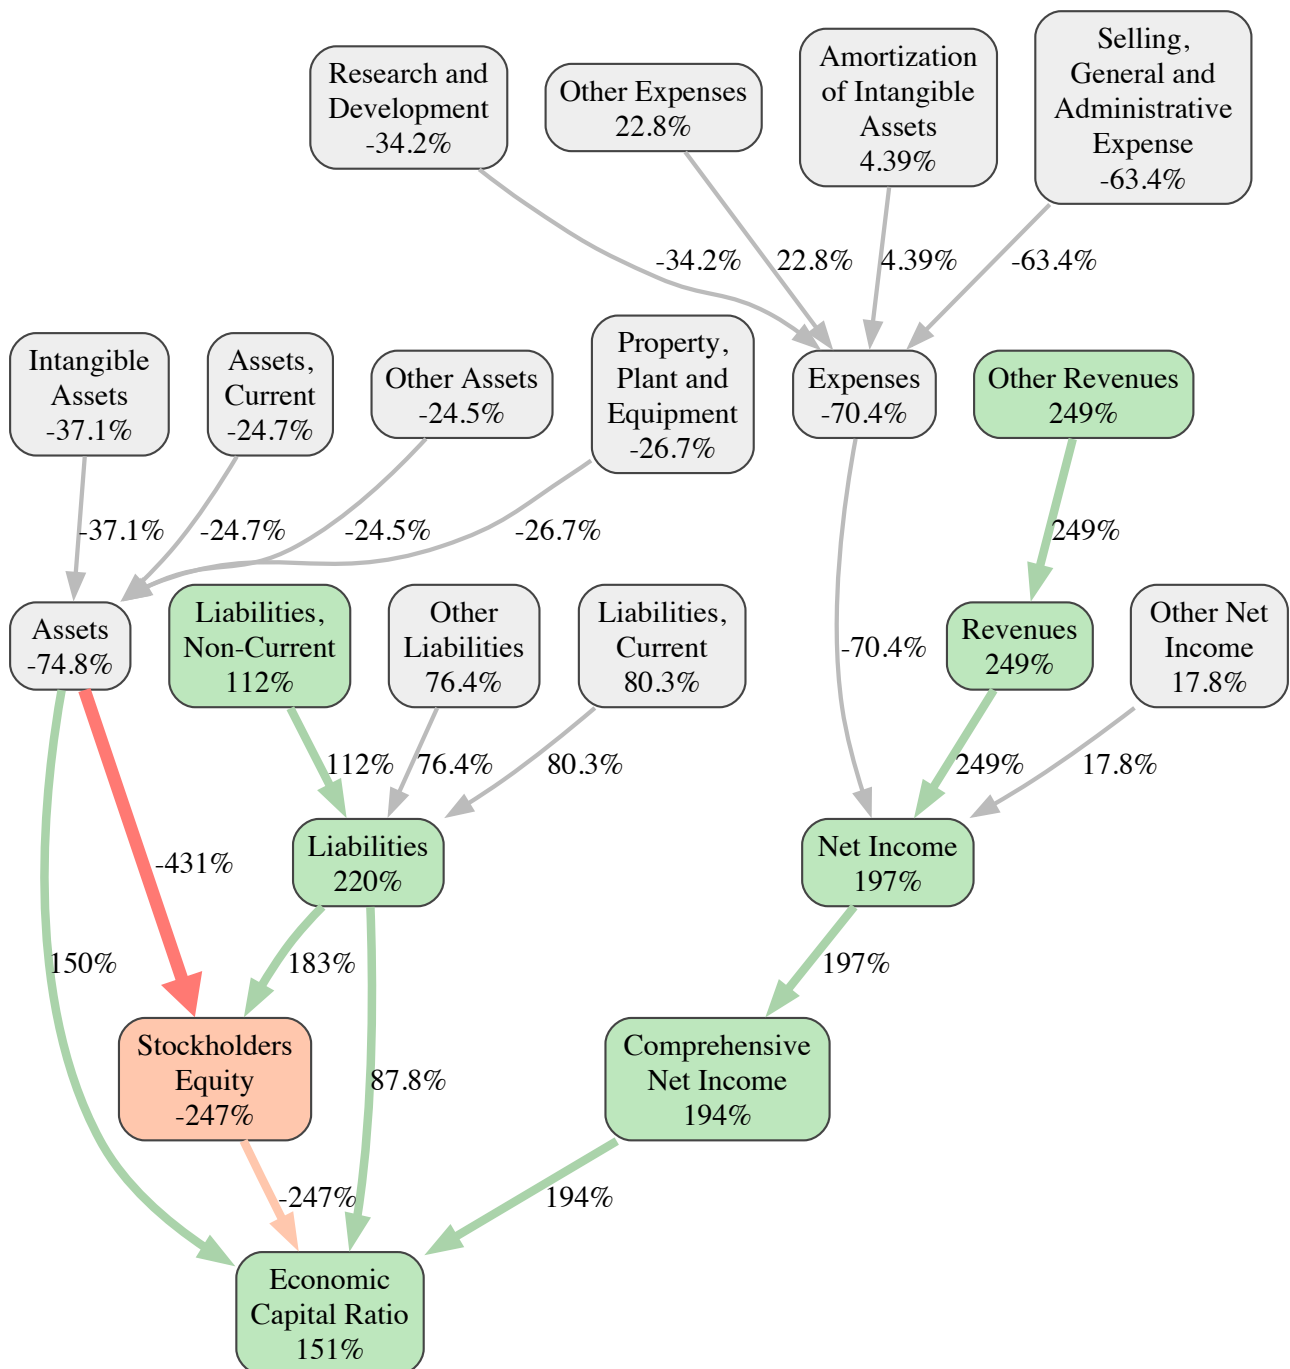 Research and
Development
-34.2%
Other Expenses
22.8%
Amortization
of Intangible
Assets
4.39%
Selling,
General and
Administrative
Expense
-63.4%
-34.2%
22.8%
4.39%
-63.4%
Intangible
Assets
-37.1%
Assets,
Current
-24.7%
Other Assets
-24.5%
Property,
Plant and
Equipment
-26.7%
Expenses
-70.4%
Other Revenues
249%
-37.1%
-24.7%
-24.5%
-26.7%
249%
Assets
-74.8%
Liabilities,
Non-Current
112%
Other
Liabilities
76.4%
Liabilities,
Current
80.3%
-70.4%
Revenues
249%
Other Net
Income
17.8%
112%
76.4%
80.3%
249%
17.8%
-431%
Liabilities
220%
Net Income
197%
150%
183%
197%
Stockholders
Equity
-247%
87.8%
Comprehensive
Net Income
194%
-247%
194%
Economic
Capital Ratio
151%